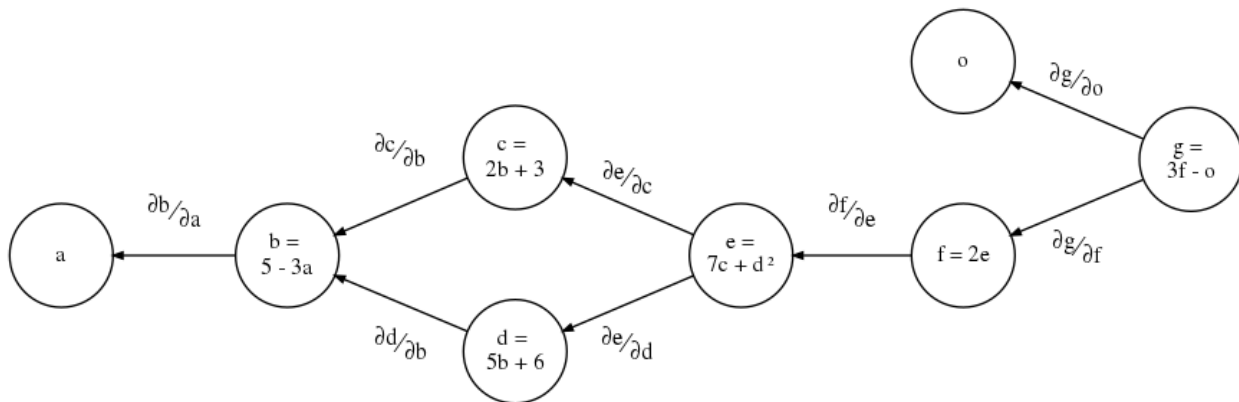 o
∂g/∂o
g =
3f - o
c =
2b + 3
∂c/∂b
∂e/∂c
∂b/∂a
∂f/∂e
a
b =
5 - 3a
e =
7c + d²
f = 2e
∂g/∂f
∂d/∂b
∂e/∂d
d =
5b + 6